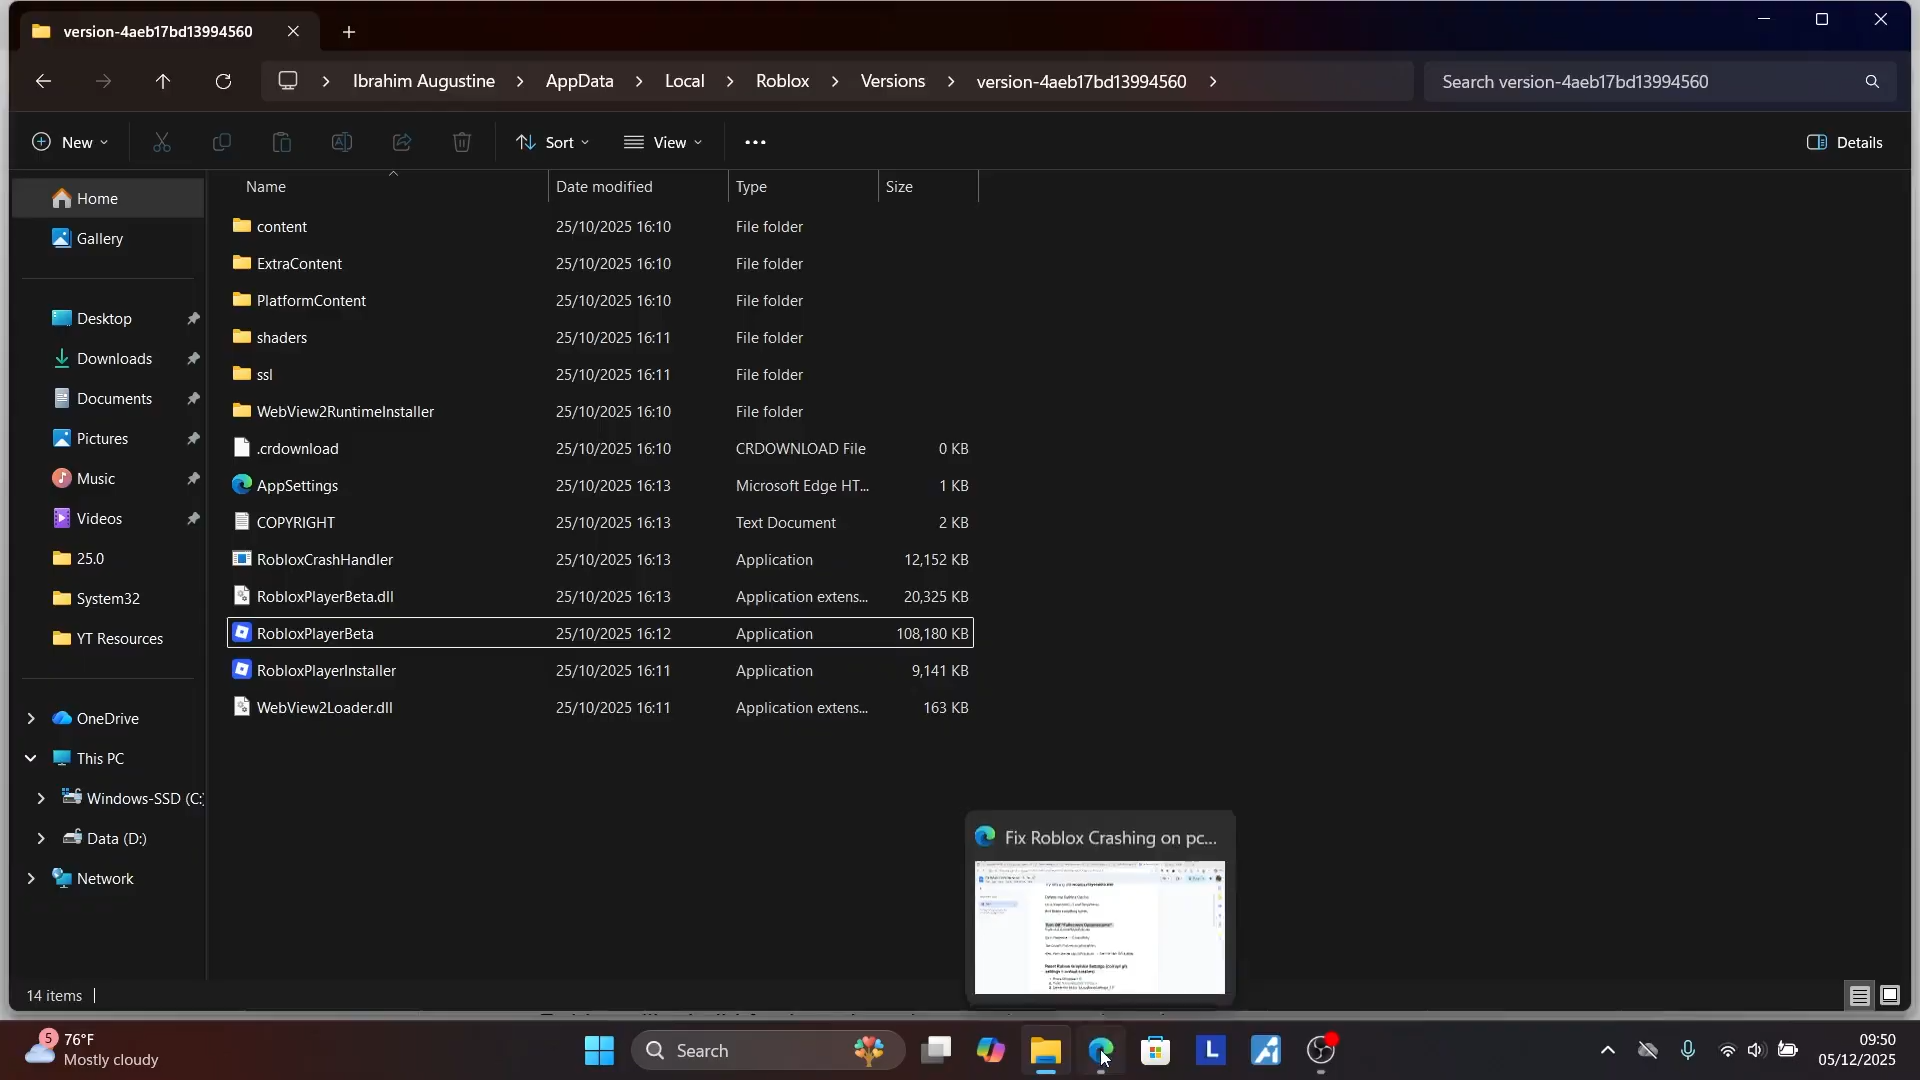 version-4aeb17bd13994560
Ibrahim Augustine > AppData > Local > Roblox > Versions > version-4aeb17bd13994560 >
Search version-4aeb17bd13994560
New
Sort
View
Details
Name Date modified Type Size
Home
Gallery
Desktop
Downloads
Documents
Pictures
Music
Videos
25.0
System32
YT Resources
OneDrive
This PC
Windows-SSD (C:
Data (D:)
Network
content 25/10/2025 16:10 File folder
ExtraContent 25/10/2025 16:10 File folder
PlatformContent 25/10/2025 16:10 File folder
shaders 25/10/2025 16:11 File folder
ssl 25/10/2025 16:11 File folder
WebView2RuntimeInstaller 25/10/2025 16:10 File folder
.crdownload 25/10/2025 16:10 CRDOWNLOAD File 0 KB
AppSettings 25/10/2025 16:13 Microsoft Edge HT... 1 KB
COPYRIGHT 25/10/2025 16:13 Text Document 2 KB
RobloxCrashHandler 25/10/2025 16:13 Application 12,152 KB
RobloxPlayerBeta.dll 25/10/2025 16:13 Application extens... 20,325 KB
RobloxPlayerBeta 25/10/2025 16:12 Application 108,180 KB
RobloxPlayerInstaller 25/10/2025 16:11 Application 9,141 KB
WebView2Loader.dll 25/10/2025 16:11 Application extens... 163 KB
Fix Roblox Crashing on pc...
14 items
5
76°F
Mostly cloudy
Search
L
09:50
05/12/2025